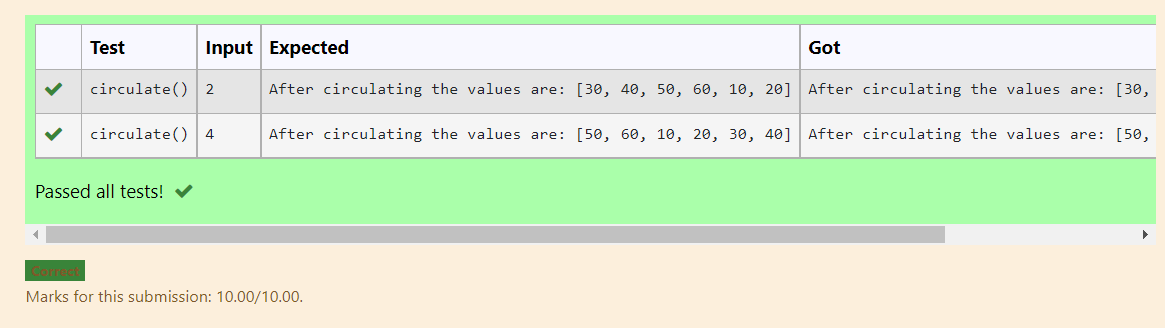 Test Input Expected Got
circulate() 2 After circulating the values are: [30, 40, 50, 60, 10, 20] After circulating the values are: [30,
circulate() 4 After circulating the values are: [50, 60, 10, 20, 30, 40] After circulating the values are: [50,
Passed all tests!
Correct
Marks for this submission: 10.00/10.00.